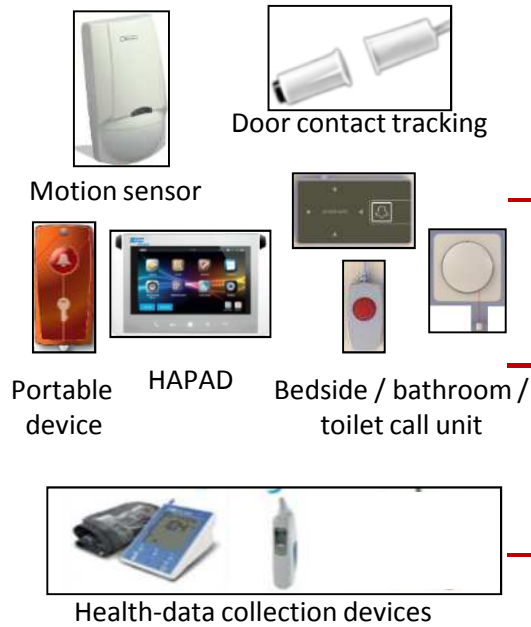 Door contact tracking
Motion sensor
Portable
device
HAPAD
Bedside / bathroom /
toilet call unit
Health-data collection devices